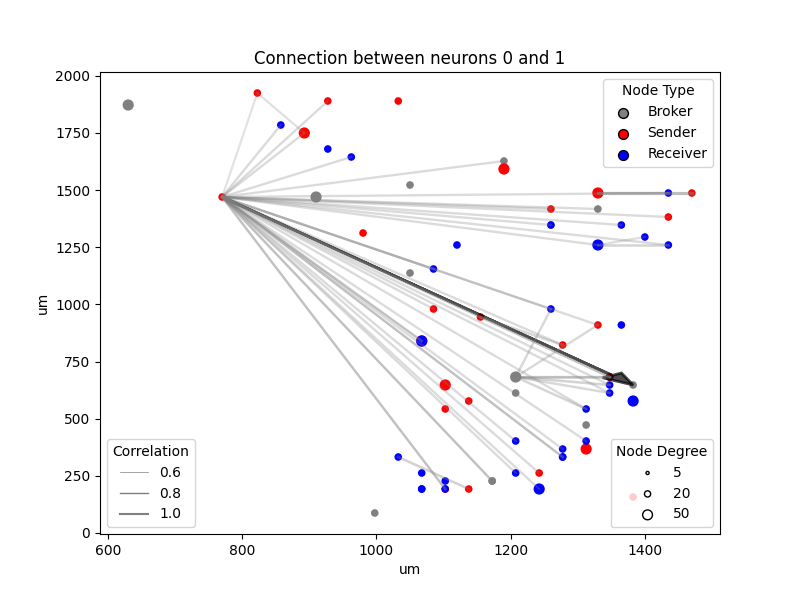 Connection between neurons 0 and 1
2000
1750
1500
1250
1000
750
500
250
0
um
600
800
1000
1200
1400
um
Node Type
Broker
Sender
Receiver
Correlation
0.6
0.8
1.0
Node Degree
5
20
50